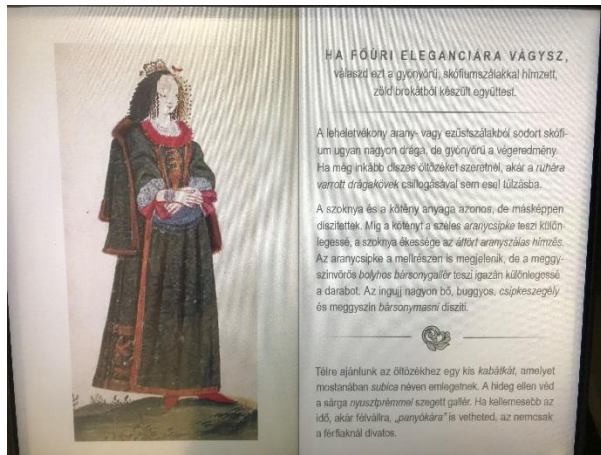 HA FŐÚRI ELEGANCIÁRA VÁGYSZ,
válaszd ezt a gyönyörű, skófiumszálakkal hímzett,
zöld brokátból készült együttest.
A leheletvékony arany- vagy ezüstszálakból sodort skófi-
um ugyan nagyon drága, de gyönyörű a végeredmény.
Ha még inkább díszes öltözéket szeretnél, akár a ruhára
varrott drágakövek csillogásával sem esel túlzásba.
A szoknya és a kötény anyaga azonos, de másképpen
díszítettek. Míg a kötényt a széles aranycsipke teszi külön-
legessé, a szoknya ékessége az áttört aranyszálas hímzés.
Az aranycsipke a mellrészen is megjelenik, de a meggy-
színvörös bolyhos bársonygallér teszi igazán különlegessé
a darabot. Az ingujj nagyon bő, buggyos, csipkeszegély
és meggyszín bársonymasni díszíti.
Télre ajánlunk az öltözékhez egy kis kabátkát, amelyet
mostanában subica néven emlegetnek. A hideg ellen véd
a sárga nyusztprémmel szegett gallér. Ha kellemesebb az
idő, akár félvállra, „panyókára" is vetheted, az nemcsak
a férfiaknál divatos.